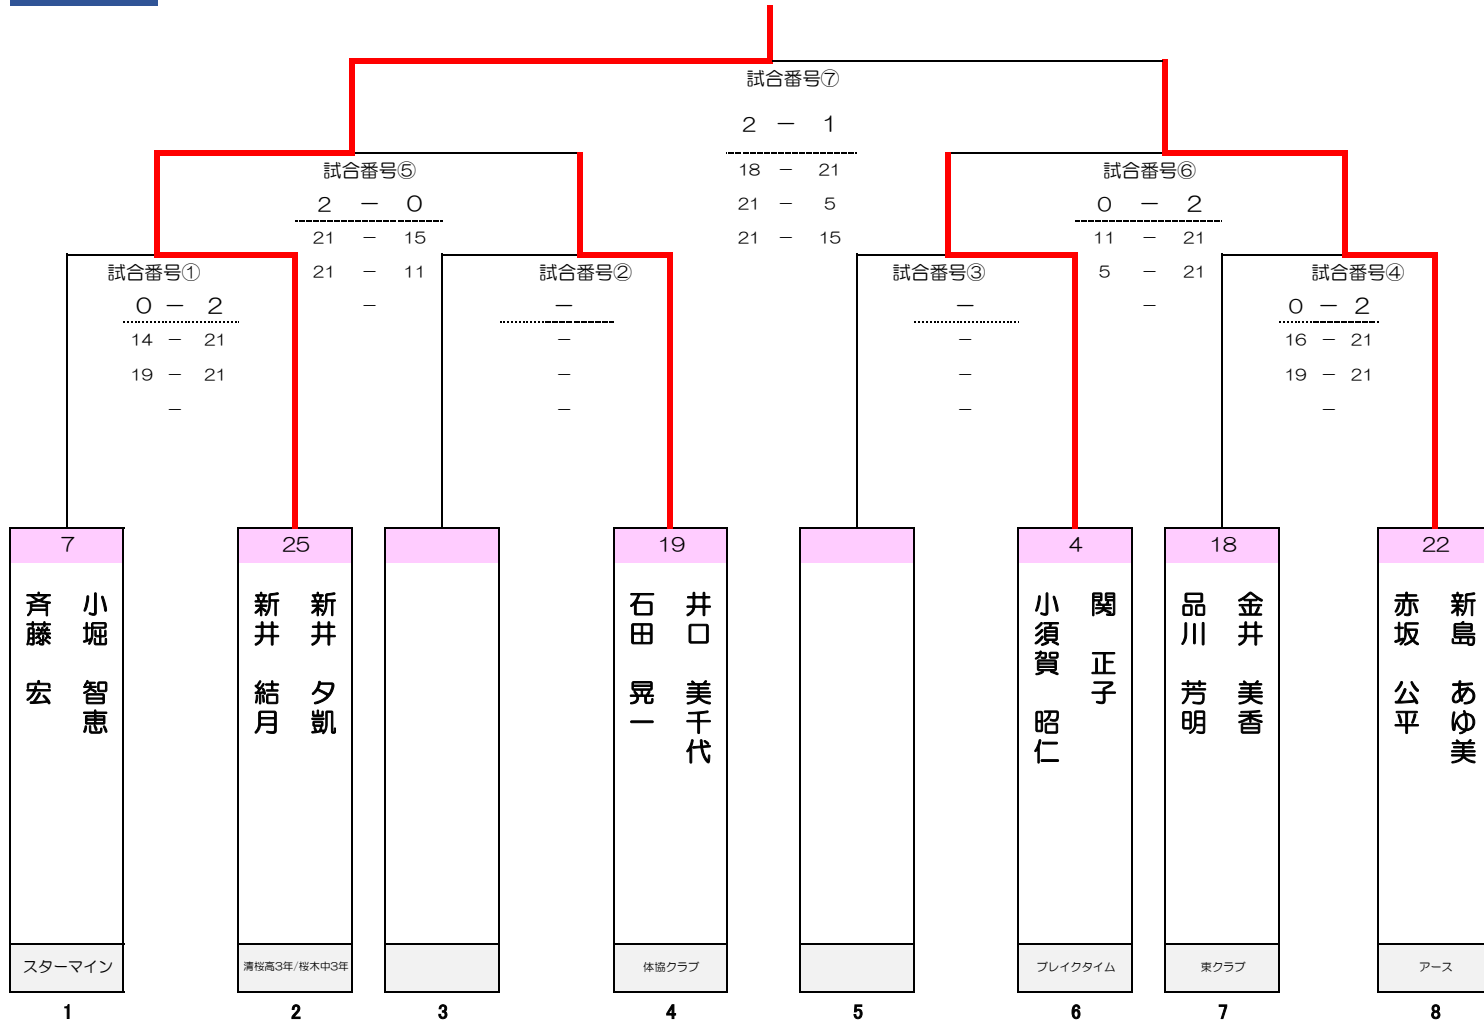 試合番号⑦
2 － 1
18 － 21
21 － 5
21 － 15
試合番号⑤
2 － 0
21 － 15
21 － 11
－
試合番号⑥
0 － 2
11 － 21
5 － 21
－
試合番号①
0 － 2
14 － 21
19 － 21
－
試合番号②
－
－
－
－
試合番号③
－
－
－
－
試合番号④
0 － 2
16 － 21
19 － 21
－
7
小堀 智恵
斉藤 宏
スターマイン
1
25
新井 夕凱
新井 結月
清桜高3年/桜木中3年
2
3
19
井口 美千代
石田 晃一
体協クラブ
4
5
4
関 正子
小須賀 昭仁
ブレイクタイム
6
18
金井 美香
品川 芳明
東クラブ
7
22
新島 あゆ美
赤坂 公平
アース
8